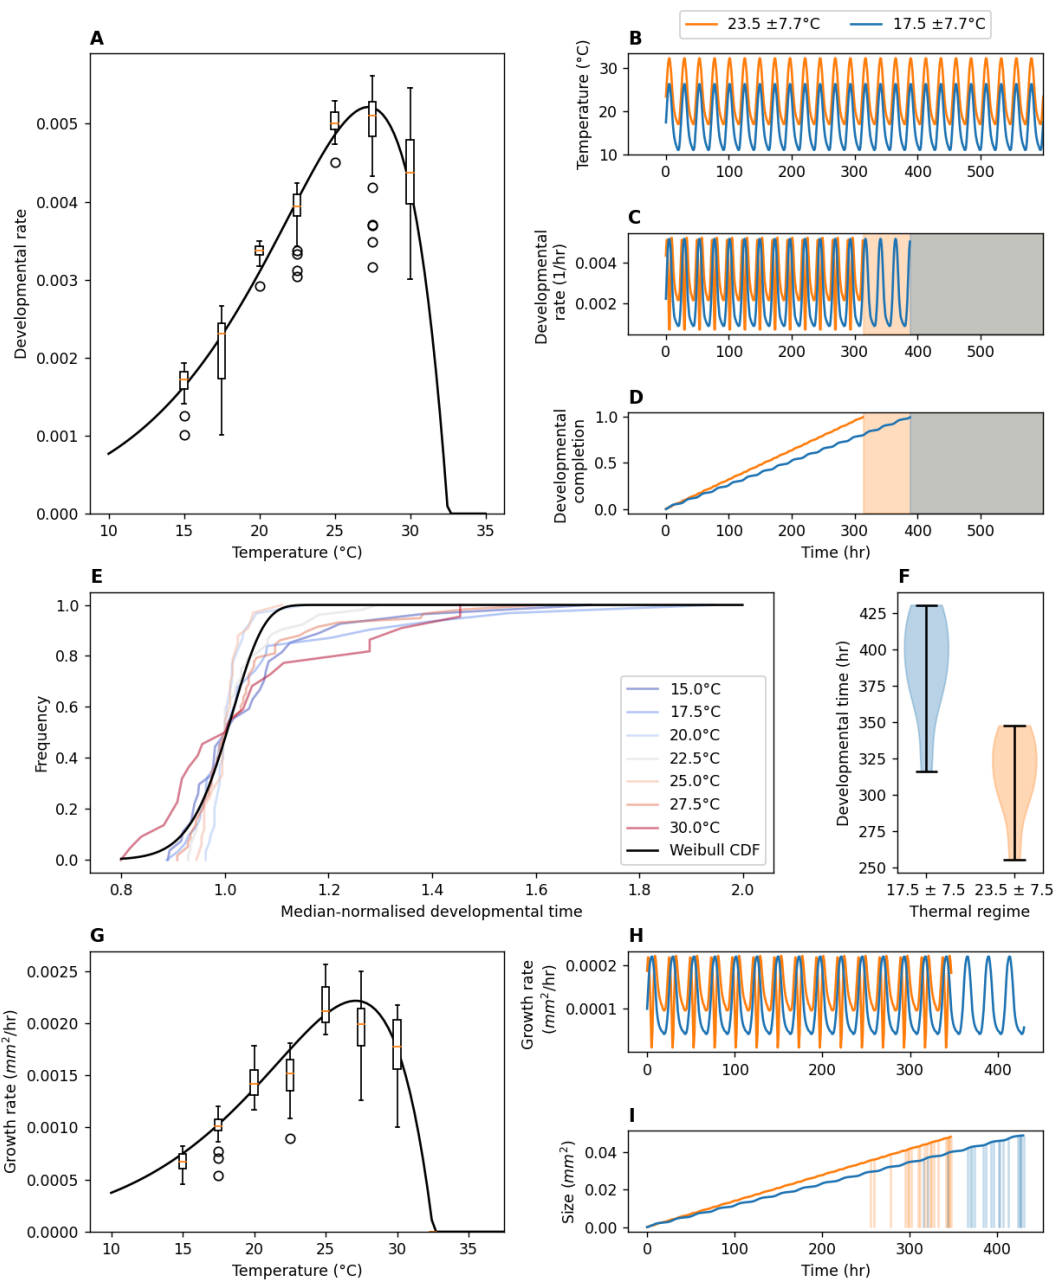 23.5 ±7.7°C
17.5 ±7.7°C
A
0.005
0.004
0.003
0.002
0.001
0.000
Developmental rate
10
15
20
25
30
35
Temperature (°C)
B
30
20
10
Temperature (°C)
0
100
200
300
400
500
C
0.004
0.002
Developmental
rate (1/hr)
0
100
200
300
400
500
D
1.0
0.5
0.0
Developmental
completion
0
100
200
300
400
500
Time (hr)
E
1.0
0.8
0.6
0.4
0.2
0.0
Frequency
15.0°C
17.5°C
20.0°C
22.5°C
25.0°C
27.5°C
30.0°C
Weibull CDF
0.8
1.0
1.2
1.4
1.6
1.8
2.0
Median-normalised developmental time
F
425
400
375
350
325
300
275
250
Developmental time (hr)
17.5 ± 7.5
23.5 ± 7.5
Thermal regime
G
0.0025
0.0020
0.0015
0.0010
0.0005
0.0000
Growth rate (mm²/hr)
10
15
20
25
30
35
Temperature (°C)
H
0.0002
0.0001
Growth rate
(mm²/hr)
0
100
200
300
400
I
0.04
0.02
0.00
Size (mm²)
0
100
200
300
400
Time (hr)